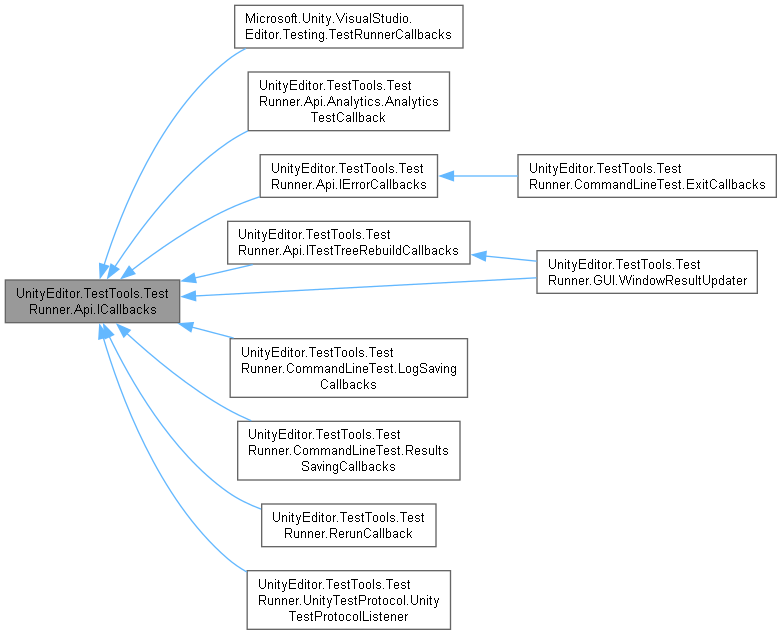 Microsoft.Unity.VisualStudio.
Editor.Testing.TestRunnerCallbacks
UnityEditor.TestTools.Test
Runner.Api.Analytics.Analytics
TestCallback
UnityEditor.TestTools.Test
Runner.Api.IErrorCallbacks
UnityEditor.TestTools.Test
Runner.CommandLineTest.ExitCallbacks
UnityEditor.TestTools.Test
Runner.Api.ITestTreeRebuildCallbacks
UnityEditor.TestTools.Test
Runner.GUI.WindowResultUpdater
UnityEditor.TestTools.Test
Runner.Api.ICallbacks
UnityEditor.TestTools.Test
Runner.CommandLineTest.LogSaving
Callbacks
UnityEditor.TestTools.Test
Runner.CommandLineTest.Results
SavingCallbacks
UnityEditor.TestTools.Test
Runner.RerunCallback
UnityEditor.TestTools.Test
Runner.UnityTestProtocol.Unity
TestProtocolListener